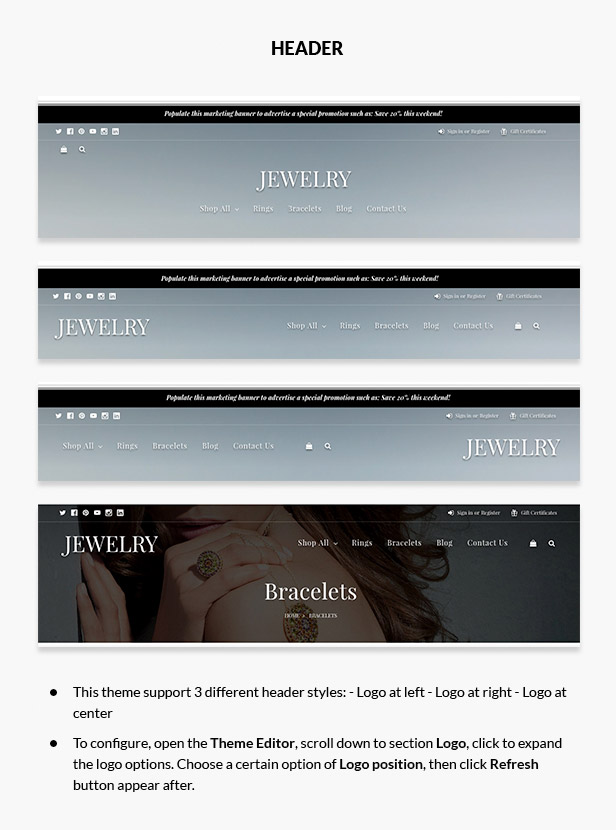 HEADER
Populate this marketing banner to advertise a special promotion such as: Save 20% this weekend!
Sign in or Register Gift Certificates
JEWELRY
Shop All Rings Bracelets Blog Contact Us
Populate this marketing banner to advertise a special promotion such as: Save 20% this weekend!
Sign in or Register Gift Certificates
JEWELRY Shop All Rings Bracelets Blog Contact Us
Populate this marketing banner to advertise a special promotion such as: Save 20% this weekend!
Sign in or Register Gift Certificates
Shop All Rings Bracelets Blog Contact Us JEWELRY
Sign in or Register Gift Certificates
JEWELRY Shop All Rings Bracelets Blog Contact Us
Bracelets
HOME BRACELETS
• This theme support 3 different header styles: - Logo at left - Logo at right - Logo at
center
• To configure, open the Theme Editor, scroll down to section Logo, click to expand
the logo options. Choose a certain option of Logo position, then click Refresh
button appear after.